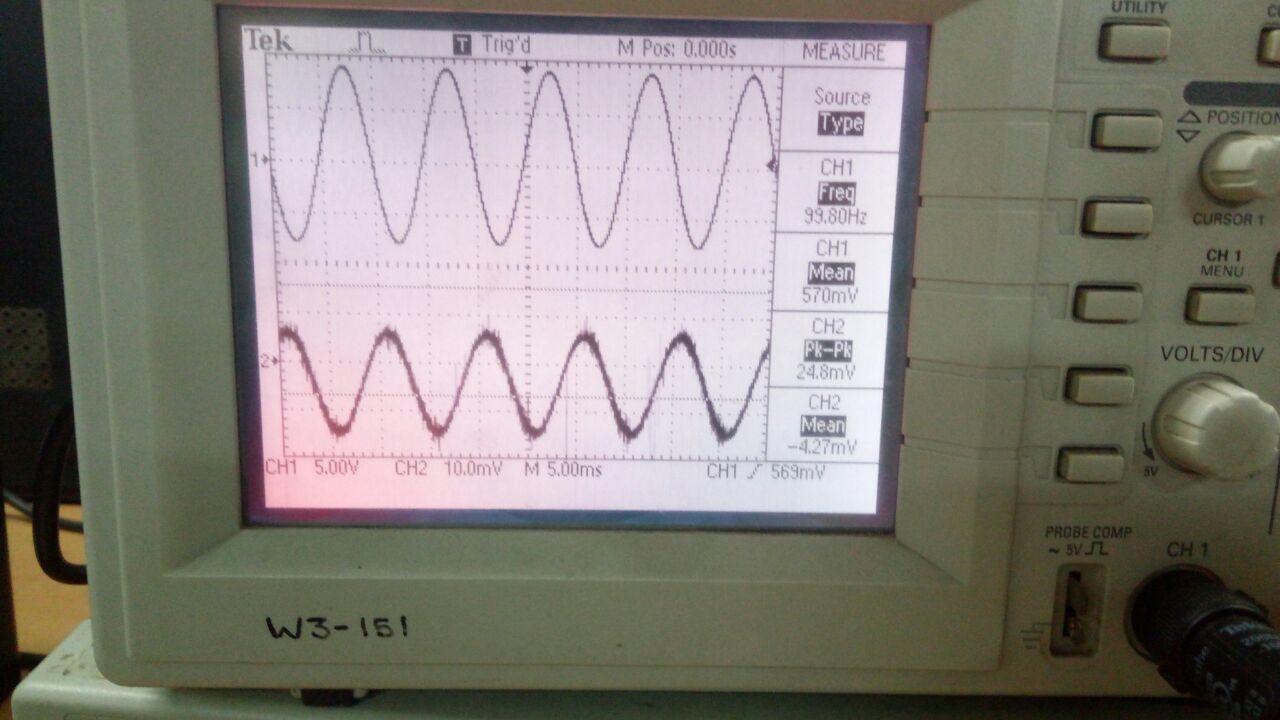 Tek T Trig'd M Pos: 0.000s MEASURE
Source
Type
CH1
Freq
99.80Hz
CH1
Mean
570mV
CH2
Pk-Pk
24.8mV
CH2
Mean
-4.27mV
1
2
CH1 5.00V CH2 10.0mV M 5.00ms CH1 569mV
W3-151
UTILITY
POSITION
CURSOR 1
CH 1
MENU
VOLTS/DIV
5V
PROBE COMP
~ 5V
CH 1